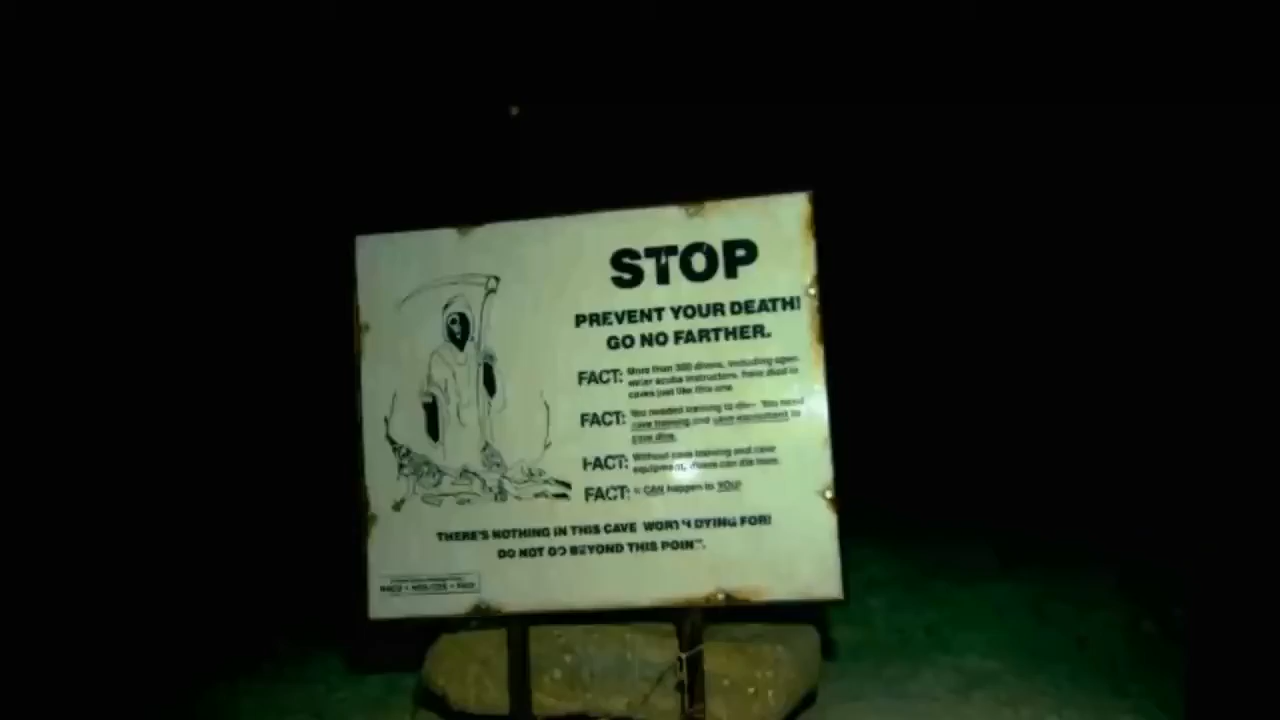 STOP
PREVENT YOUR DEATH!
GO NO FARTHER.
FACT: More than 300 divers, including open
water scuba instructors, have died in
caves just like this one.
FACT: You needed training to dive. You need
cave training and cave equipment to
cave dive.
FACT: Without cave training and cave
equipment, divers can die here.
FACT: It CAN happen to YOU!
THERE'S NOTHING IN THIS CAVE WORTH DYING FOR!
DO NOT GO BEYOND THIS POINT.